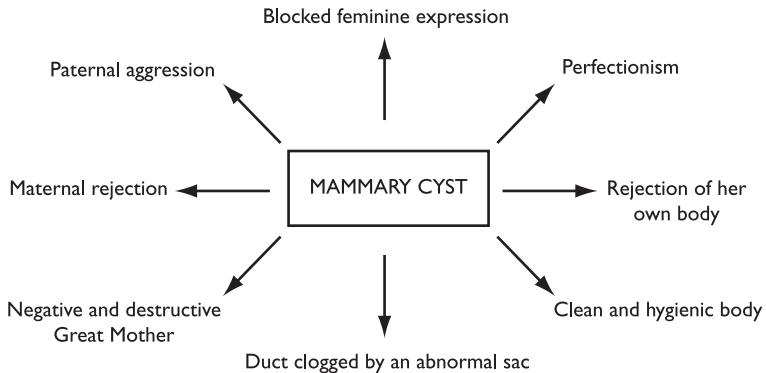 Blocked feminine expression
Paternal aggression
Perfectionism
Maternal rejection
MAMMARY CYST
Rejection of her
own body
Negative and destructive
Great Mother
Clean and hygienic body
Duct clogged by an abnormal sac